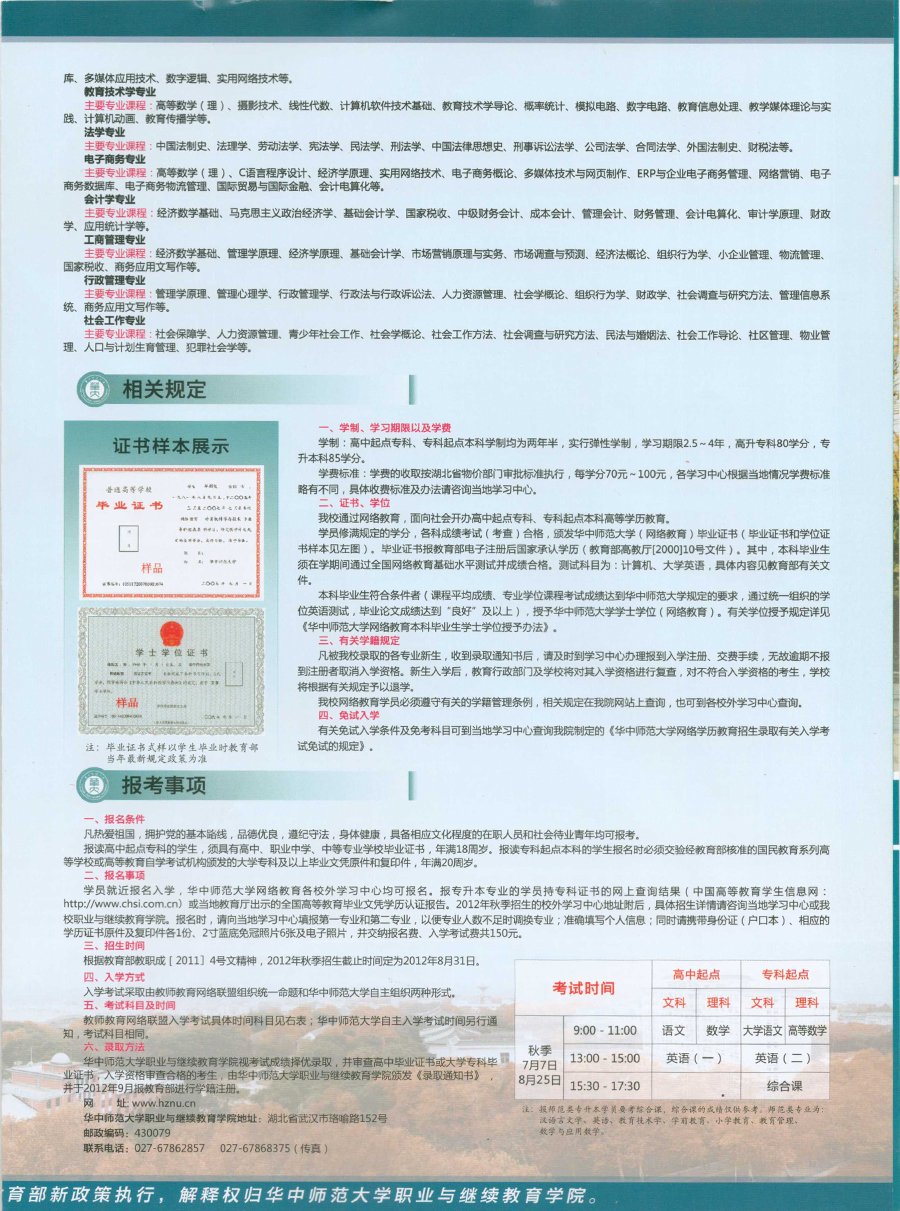 库、多媒体应用技术、数字逻辑、实用网络技术等。
教育技术学专业
主要专业课程：高等数学（理）、摄影技术、线性代数、计算机软件技术基础、教育技术学导论、概率统计、模拟电路、数字电路、教育信息处理、教学媒体理论与实
践、计算机动画、教育传播学等。
法学专业
主要专业课程：中国法制史、法理学、劳动法学、宪法学、民法学、刑法学、中国法律思想史、刑事诉讼法学、公司法学、合同法学、外国法制史、财税法等。
电子商务专业
主要专业课程：高等数学（理）、C语言程序设计、经济学原理、实用网络技术、电子商务概论、多媒体技术与网页制作、ERP与企业电子商务管理、网络营销、电子
商务数据库、电子商务物流管理、国际贸易与国际金融、会计电算化等。
会计学专业
主要专业课程：经济数学基础、马克思主义政治经济学、基础会计学、国家税收、中级财务会计、成本会计、管理会计、财务管理、会计电算化、审计学原理、财政
学、应用统计学等。
工商管理专业
主要专业课程：经济数学基础、管理学原理、经济学原理、基础会计学、市场营销原理与实务、市场调查与预测、经济法概论、组织行为学、小企业管理、物流管理、
国家税收、商务应用文写作等。
行政管理专业
主要专业课程：管理学原理、管理心理学、行政管理学、行政法与行政诉讼法、人力资源管理、社会学概论、组织行为学、财政学、社会调查与研究方法、管理信息系
统、商务应用文写作等。
社会工作专业
主要专业课程：社会保障学、人力资源管理、青少年社会工作、社会学概论、社会工作方法、社会调查与研究方法、民法与婚姻法、社会工作导论、社区管理、物业管
理、人口与计划生育管理、犯罪社会学等。
相关规定
证书样本展示
普通高等学校
毕业证书
样品
学士学位证书
样品
注：毕业证书式样以学生毕业时教育部
当年最新规定政策为准
一、学制、学习期限以及学费
学制：高中起点专科、专科起点本科学制均为两年半，实行弹性学制，学习期限2.5～4年，高升专科80学分，专
升本科85学分。
学费标准：学费的收取按湖北省物价部门审批标准执行，每学分70元～100元，各学习中心根据当地情况学费标准
略有不同，具体收费标准及办法请咨询当地学习中心。
二、证书、学位
我校通过网络教育，面向社会开办高中起点专科、专科起点本科高等学历教育。
学员修满规定的学分，各科成绩考试（考查）合格，颁发华中师范大学（网络教育）毕业证书（毕业证书和学位证
书样本见左图）。毕业证书报教育部电子注册后国家承认学历（教育部高教厅[2000]10号文件）。其中，本科毕业生
须在学期间通过全国网络教育基础水平测试并成绩合格。测试科目为：计算机、大学英语，具体内容见教育部有关文
件。
本科毕业生符合条件者（课程平均成绩、专业学位课程考试成绩达到华中师范大学规定的要求，通过统一组织的学
位英语测试，毕业论文成绩达到“良好”及以上），授予华中师范大学学士学位（网络教育）。有关学位授予规定详见
《华中师范大学网络教育本科毕业生学士学位授予办法》。
三、有关学籍规定
凡被我校录取的各专业新生，收到录取通知书后，请及时到学习中心办理报到入学注册、交费手续，无故逾期不报
到注册者取消入学资格。新生入学后，教育行政部门及学校将对其入学资格进行复查，对不符合入学资格的考生，学校
将根据有关规定予以退学。
我校网络教育学员必须遵守有关的学籍管理条例，相关规定在我院网站上查询，也可到各校外学习中心查询。
四、免试入学
有关免试入学条件及免考科目可到当地学习中心查询我院制定的《华中师范大学网络学历教育招生录取有关入学考
试免试的规定》。
报考事项
一、报名条件
凡热爱祖国，拥护党的基本路线，品德优良，遵纪守法，身体健康，具备相应文化程度的在职人员和社会待业青年均可报考。
报读高中起点专科的学生，须具有高中、职业中学、中等专业学校毕业证书，年满18周岁。报读专科起点本科的学生报名时必须交验经教育部核准的国民教育系列高
等学校或高等教育自学考试机构颁发的大学专科及以上毕业文凭原件和复印件，年满20周岁。
二、报名事项
学员就近报名入学，华中师范大学网络教育各校外学习中心均可报名。报专升本专业的学员持专科证书的网上查询结果（中国高等教育学生信息网：
http://www.chsi.com.cn）或当地教育厅出示的全国高等教育毕业文凭学历认证报告。2012年秋季招生的校外学习中心地址附后，具体招生详情请咨询当地学习中心或我
校职业与继续教育学院。报名时，请向当地学习中心填报第一专业和第二专业，以便专业人数不足时调换专业；准确填写个人信息；同时请携带身份证（户口本）、相应的
学历证书原件及复印件各1份、2寸蓝底免冠照片6张及电子照片，并交纳报名费、入学考试费共150元。
三、招生时间
根据教育部教职成［2011］4号文精神，2012年秋季招生截止时间定为2012年8月31日。
四、入学方式
入学考试采取由教师教育网络联盟组织统一命题和华中师范大学自主组织两种形式。
五、考试科目及时间
教师教育网络联盟入学考试具体时间科目见右表；华中师范大学自主入学考试时间另行通
知，考试科目相同。
六、录取方法
华中师范大学职业与继续教育学院视考试成绩择优录取，并审查高中毕业证书或大学专科毕
业证书，入学资格审查合格的考生，由华中师范大学职业与继续教育学院颁发《录取通知书》，
并于2012年9月报教育部进行学籍注册。
网 址：www.hznu.cn
华中师范大学职业与继续教育学院地址：湖北省武汉市珞喻路152号
邮政编码：430079
联系电话：027-67862857 027-67868375（传真）
考试时间 高中起点 专科起点
文科 理科 文科 理科
秋季
7月7日
8月25日
9:00 - 11:00 语文 数学 大学语文 高等数学
13:00 - 15:00 英语（一） 英语（二）
15:30 - 17:30 综合课
注：报师范类专升本学员要考综合课，综合课的成绩仅供参考。师范类专业为：
汉语言文学、英语、教育技术学、学前教育、小学教育、教育管理、
数学与应用数学。
育部新政策执行，解释权归华中师范大学职业与继续教育学院。